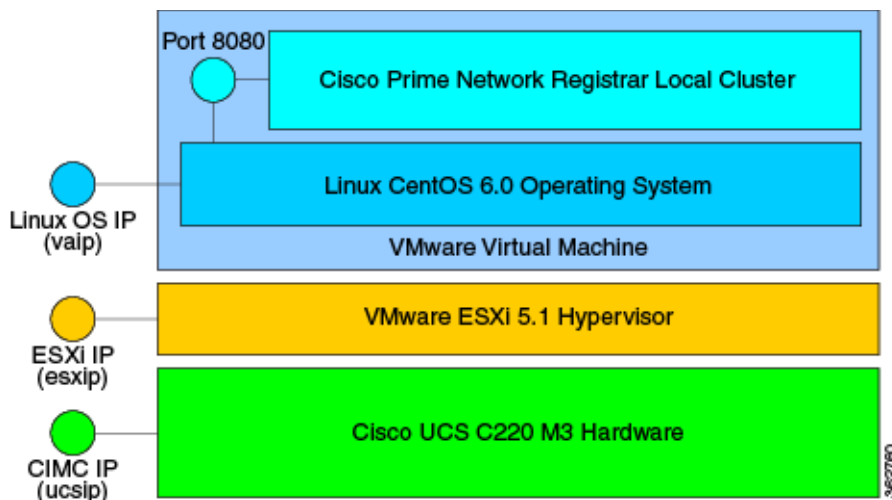 Port 8080
Cisco Prime Network Registrar Local Cluster
Linux CentOS 6.0 Operating System
Linux OS IP
(vaip)
VMware Virtual Machine
VMware ESXi 5.1 Hypervisor
ESXi IP
(esxip)
Cisco UCS C220 M3 Hardware
CIMC IP
(ucsip)